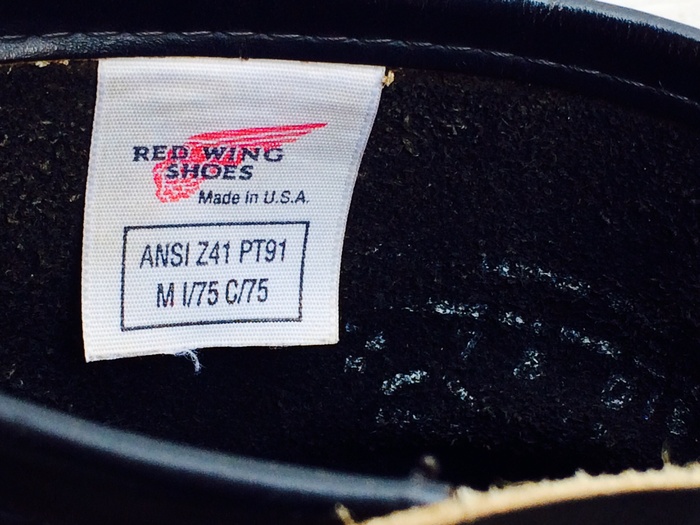 RED WING
SHOES
Made in U.S.A.
ANSI Z41 PT91
M I/75 C/75